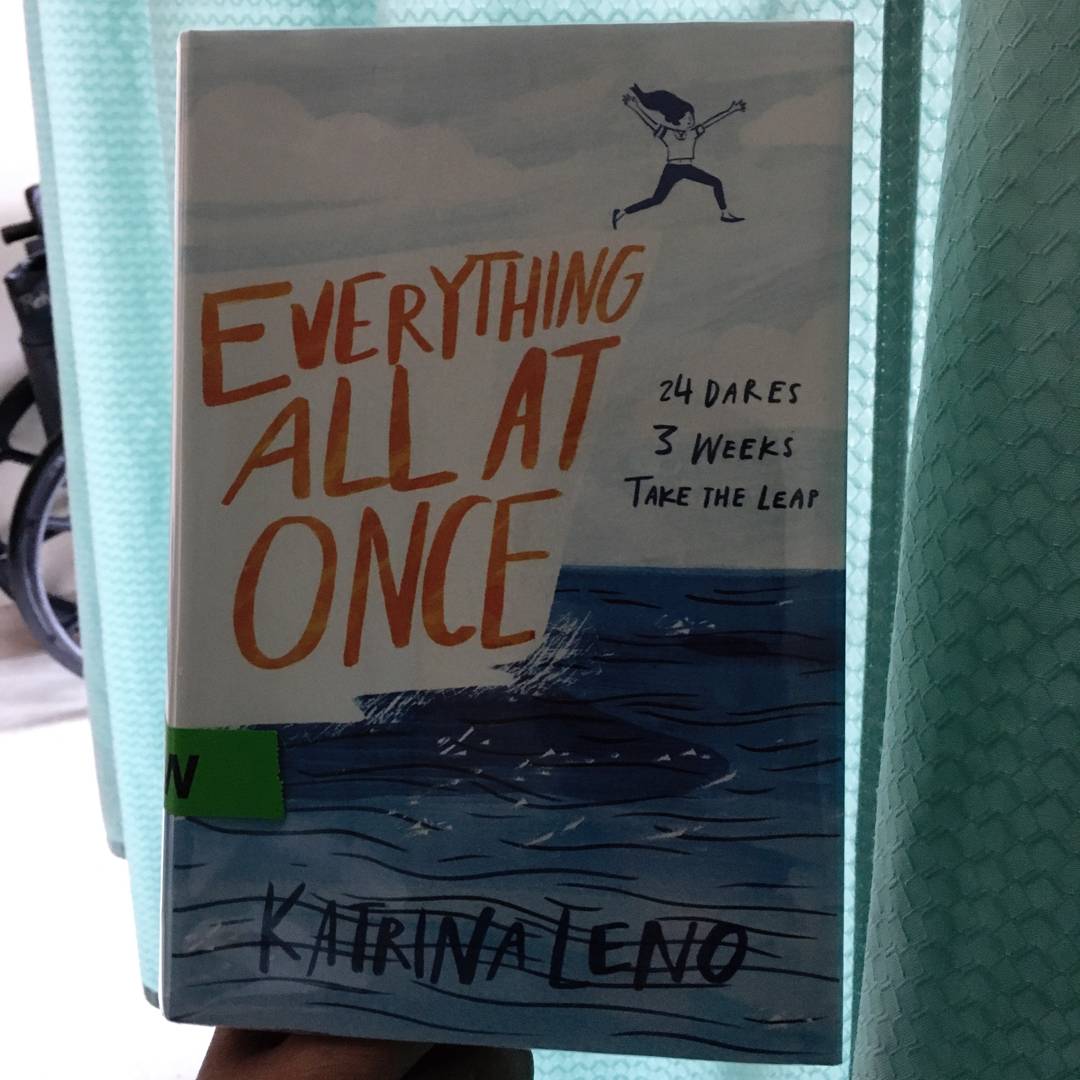 EVERYTHING
ALL AT
ONCE
24 DARES
3 WEEKS
TAKE THE LEAP
N
KATRINA LENO